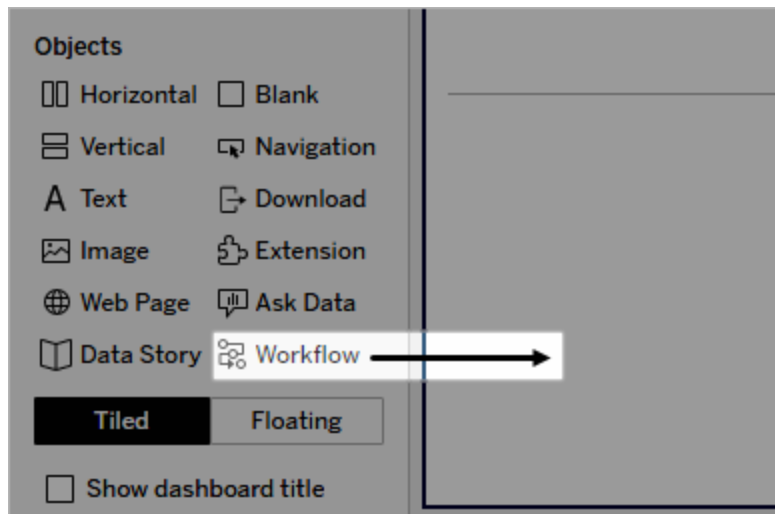 Objects
Horizontal Blank
Vertical Navigation
Text Download
Image Extension
Web Page Ask Data
Data Story Workflow
Tiled Floating
Show dashboard title